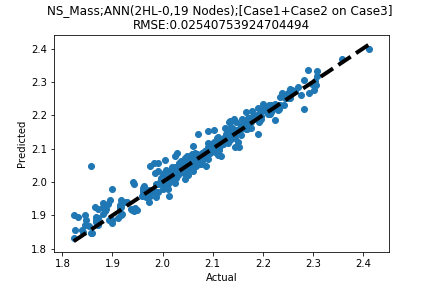 NS_Mass;ANN(2HL-0,19 Nodes);[Case1+Case2 on Case3]
RMSE:0.02540753924704494
2.4
2.3
2.2
2.1
2.0
1.9
1.8
Predicted
1.8 1.9 2.0 2.1 2.2 2.3 2.4
Actual